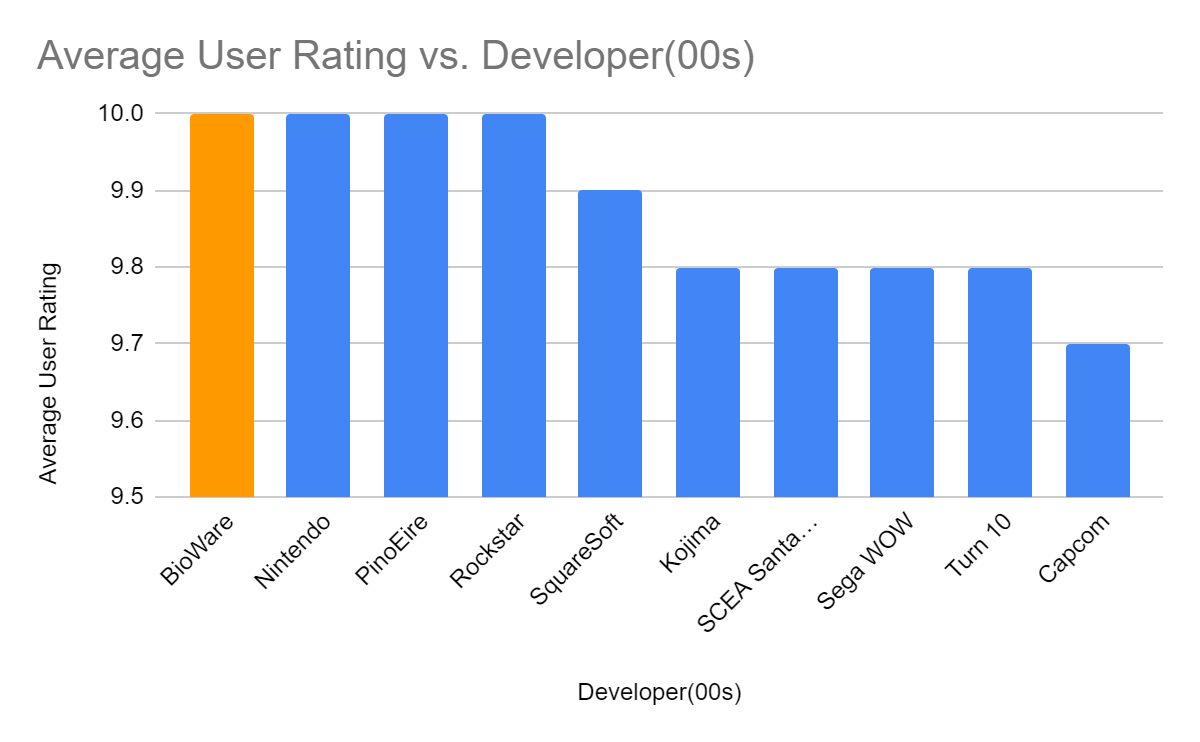 Average User Rating vs. Developer(00s)
Average User Rating
10.0
9.9
9.8
9.7
9.6
9.5
BioWare
Nintendo
PinoEire
Rockstar
SquareSoft
Kojima
SCEA Santa…
Sega WOW
Turn 10
Capcom
Developer(00s)